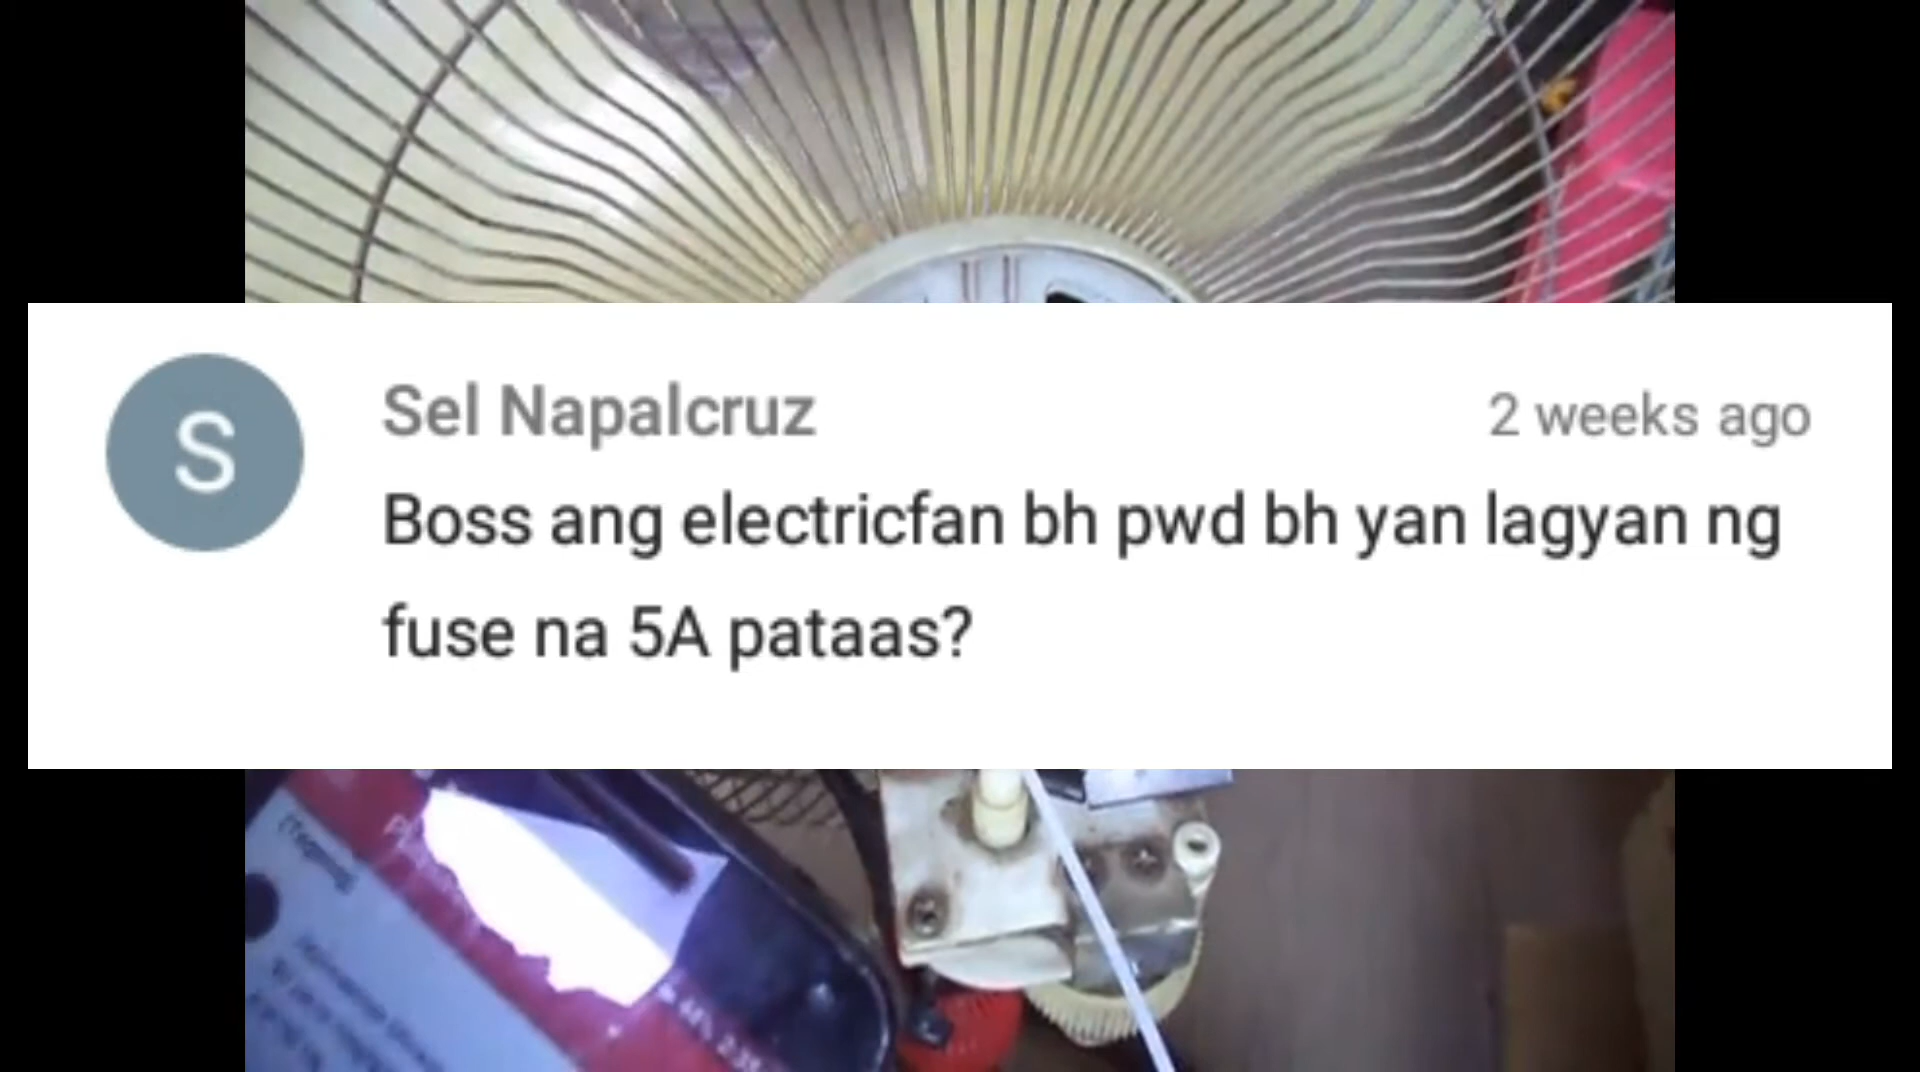 S
Sel Napalcruz
2 weeks ago
Boss ang electricfan bh pwd bh yan lagyan ng
fuse na 5A pataas?